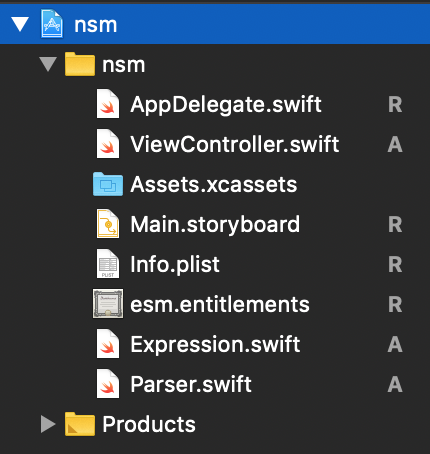 nsm
nsm
AppDelegate.swift R
ViewController.swift A
Assets.xcassets
Main.storyboard R
Info.plist R
esm.entitlements R
Expression.swift A
Parser.swift A
Products